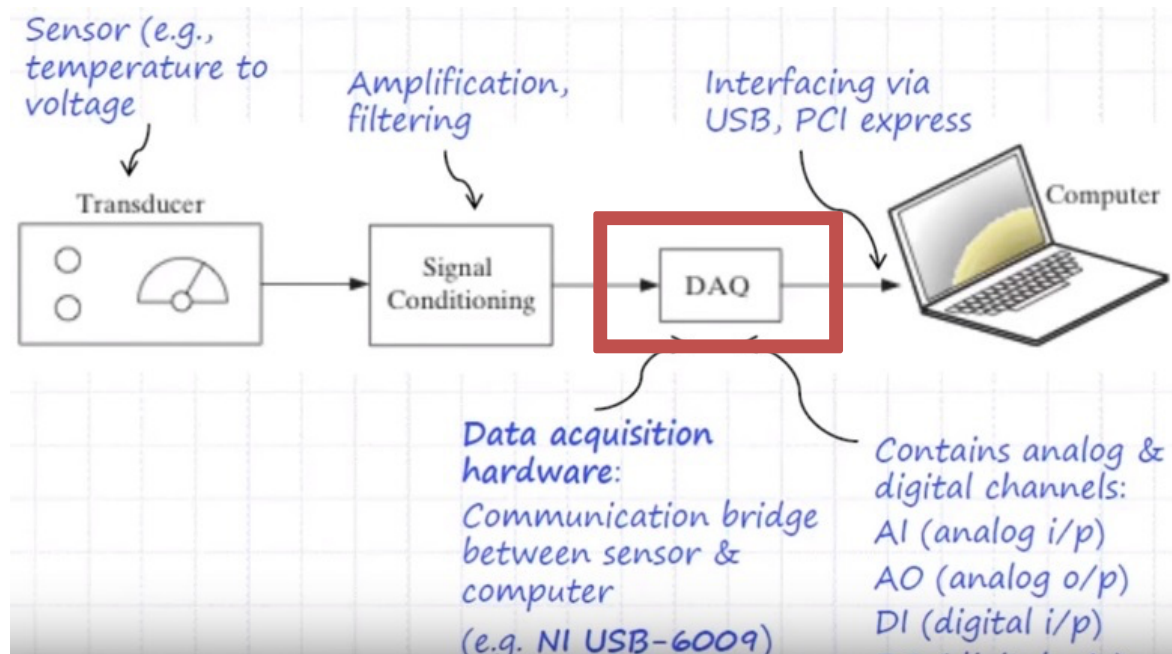 Sensor (e.g.,
temperature to
voltage
Amplification,
filtering
Interfacing via
USB, PCI express
Transducer
Signal
Conditioning
DAQ
Computer
Data acquisition
hardware:
Communication bridge
between sensor &
computer
(e.g. NI USB-6009)
Contains analog &
digital channels:
AI (analog i/p)
AO (analog o/p)
DI (digital i/p)